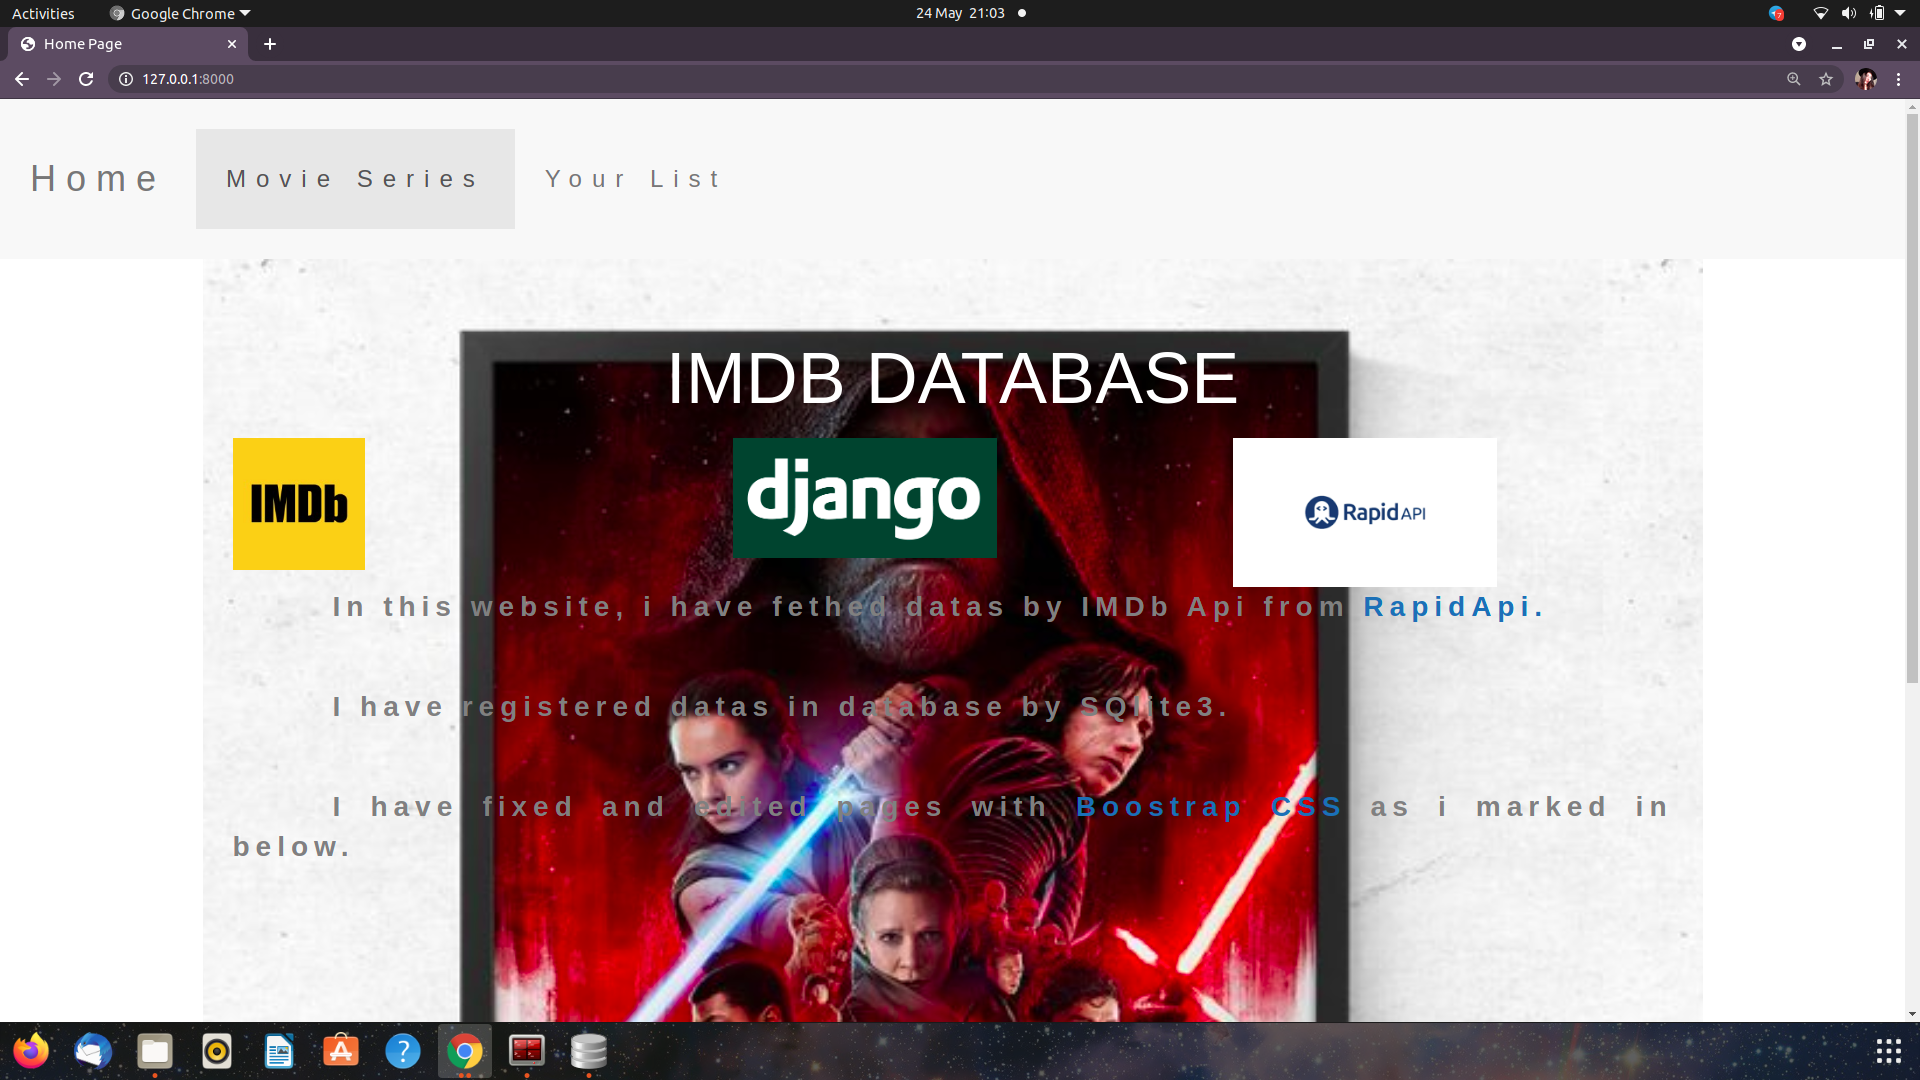 Activities
Google Chrome
24 May 21:03
7
Home Page
127.0.0.1:8000
Home
Movie Series
Your List
IMDB DATABASE
IMDb
django
RapidAPI
In this website, i have fethed datas by IMDb Api from RapidApi.
I have registered datas in database by SQlite3.
I have fixed and edited pages with Boostrap CSS as i marked in
below.